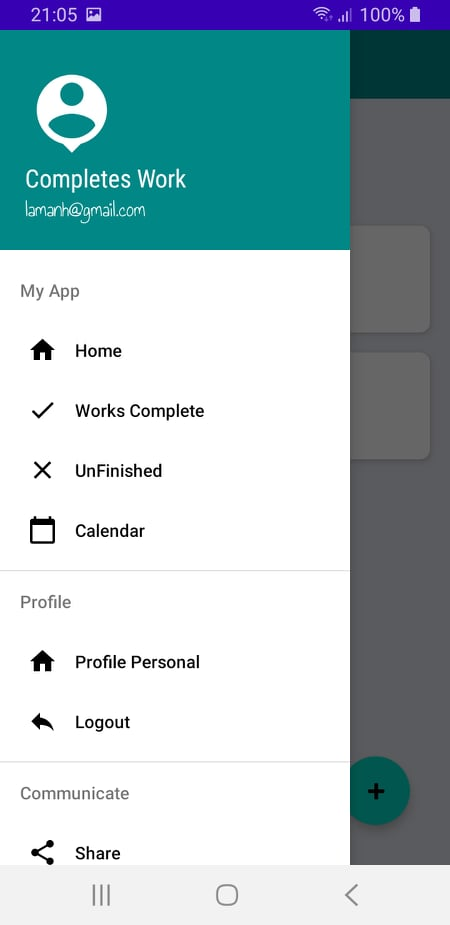 21:05 100%
Completes Work
lamanh@gmail.com
My App
Home
Works Complete
UnFinished
Calendar
Profile
Profile Personal
Logout
Communicate
Share